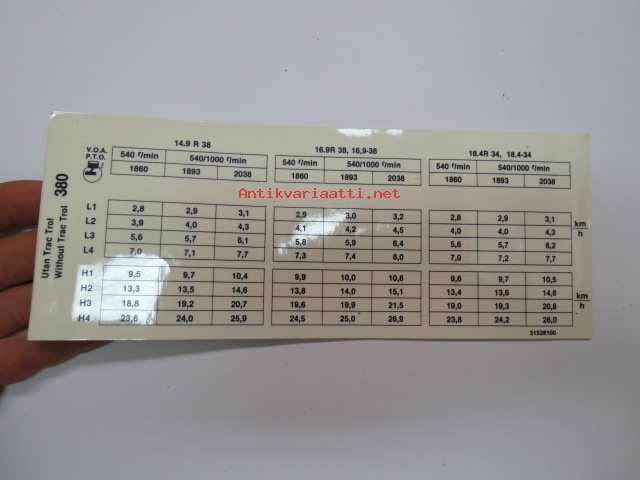 Utan Trac Trol
Without Trac Trol
380
V.O.A.
P.T.O.
14.9 R 38
16.9R 38, 16,9-38
18.4R 34, 18.4-34
540 r/min 540/1000 r/min 540 r/min 540/1000 r/min 540 r/min 540/1000 r/min
1860 1893 2038 1860 1893 2038 1860 1893 2038
Antikvariaatti.net
L1 2,8 2,9 3,1 2,9 3,0 3,2 2,8 2,9 3,1
L2 3,9 4,0 4,3 4,1 4,2 4,5 4,0 4,0 4,3
L3 5,6 5,7 6,1 5,8 5,9 6,4 5,6 5,7 6,2
L4 7,0 7,1 7,7 7,3 7,4 8,0 7,0 7,2 7,7
km
h
H1 9,5 9,7 10,4 9,9 10,0 10,8 9,6 9,7 10,5
H2 13,3 13,5 14,6 13,8 14,0 15,1 13,4 13,6 14,6
H3 18,8 19,2 20,7 19,6 19,9 21,5 19,0 19,3 20,8
H4 23,6 24,0 25,9 24,5 25,0 26,9 23,8 24,2 26,0
km
h
31528100